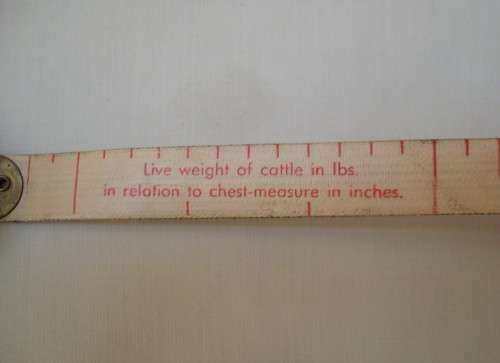 Live weight of cattle in lbs.
in relation to chest-measure in inches.